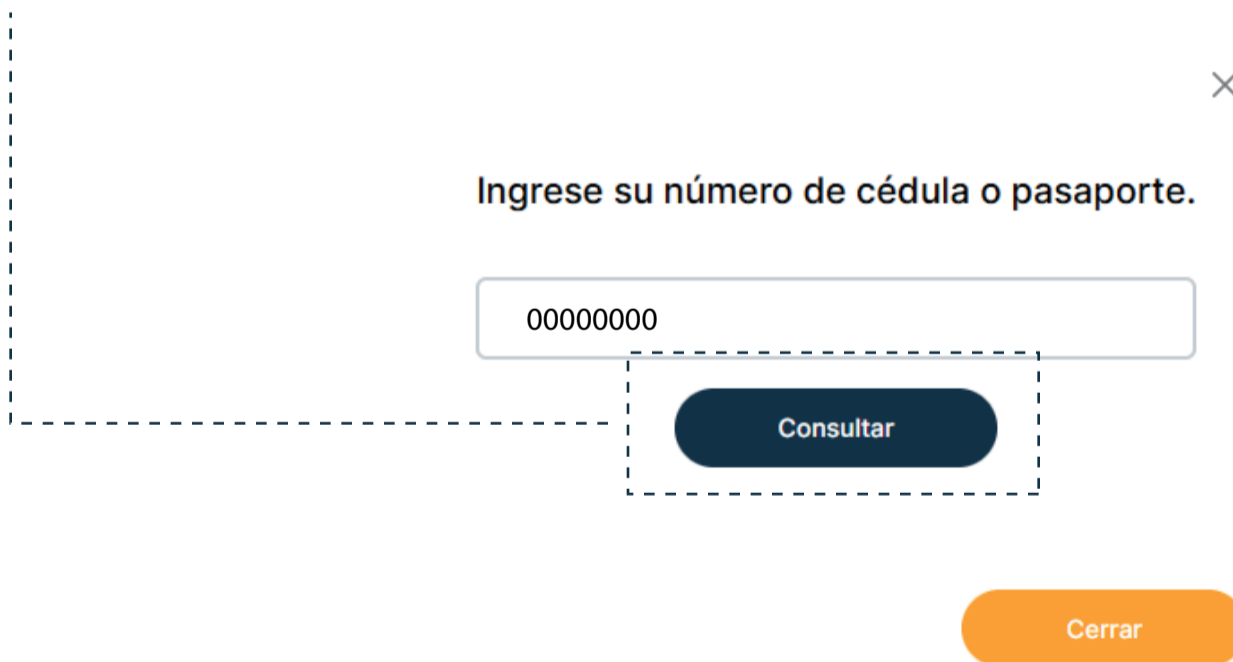 Ingrese su número de cédula o pasaporte.
00000000
Consultar
Cerrar